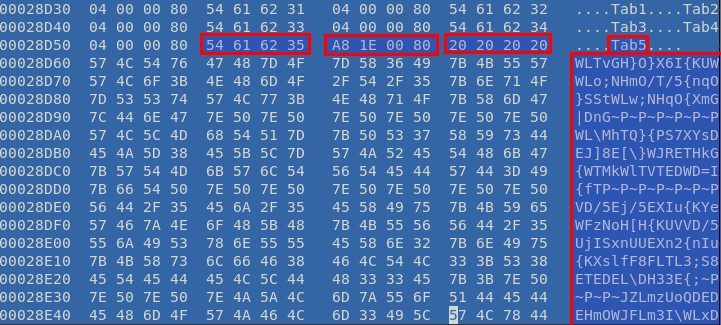 00028D30 04 00 00 80 54 61 62 31 04 00 00 80 54 61 62 32 ....Tab1....Tab2
00028D40 04 00 00 80 54 61 62 33 04 00 00 80 54 61 62 34 ....Tab3....Tab4
00028D50 04 00 00 80 54 61 62 35 A8 1E 00 80 20 20 20 20 ....Tab5....
00028D60 57 4C 54 76 47 48 7D 4F 7D 58 36 49 7B 4B 55 57 WLTvGH}O}X6I{KUW
00028D70 57 4C 6F 3B 4E 48 6D 4F 2F 54 2F 35 7B 6E 71 4F WLo;NHmO/T/5{nqO
00028D80 7D 53 53 74 57 4C 77 3B 4E 48 71 4F 7B 58 6D 47 }SStWLw;NHqO{XmG
00028D90 7C 44 6E 47 7E 50 7E 50 7E 50 7E 50 7E 50 7E 50 |DnG~P~P~P~P~P~P
00028DA0 57 4C 5C 4D 68 54 51 7D 7B 50 53 37 58 59 73 44 WL\MhTQ}{PS7XYsD
00028DB0 45 4A 5D 38 45 5B 5C 7D 57 4A 52 45 54 48 6B 47 EJ]8E[\}WJRETHkG
00028DC0 7B 57 54 4D 6B 57 6C 54 56 54 45 44 57 44 3D 49 {WTMkWlTVTEDWD=I
00028DD0 7B 66 54 50 7E 50 7E 50 7E 50 7E 50 7E 50 7E 50 {fTP~P~P~P~P~P~P
00028DE0 56 44 2F 35 45 6A 2F 35 45 58 49 75 7B 4B 59 65 VD/5Ej/5EXIu{KYe
00028DF0 57 46 7A 4E 6F 48 5B 48 7B 4B 55 56 56 44 2F 35 WFzNoH[H{KUVVD/5
00028E00 55 6A 49 53 78 6E 55 55 45 58 6E 32 7B 6E 49 75 UjISxnUUEXn2{nIu
00028E10 7B 4B 58 73 6C 66 46 38 46 4C 54 4C 33 3B 53 38 {KXslfF8FLTL3;S8
00028E20 45 54 45 44 45 4C 5C 44 48 33 33 45 7B 3B 7E 50 ETEDEL\DH33E{;~P
00028E30 7E 50 7E 50 7E 4A 5A 4C 6D 7A 55 6F 51 44 45 44 ~P~P~JZLmzUoQDED
00028E40 45 48 6D 4F 57 4A 46 4C 6D 33 49 5C 57 4C 78 44 EHmOWJFLm3I\WLxD